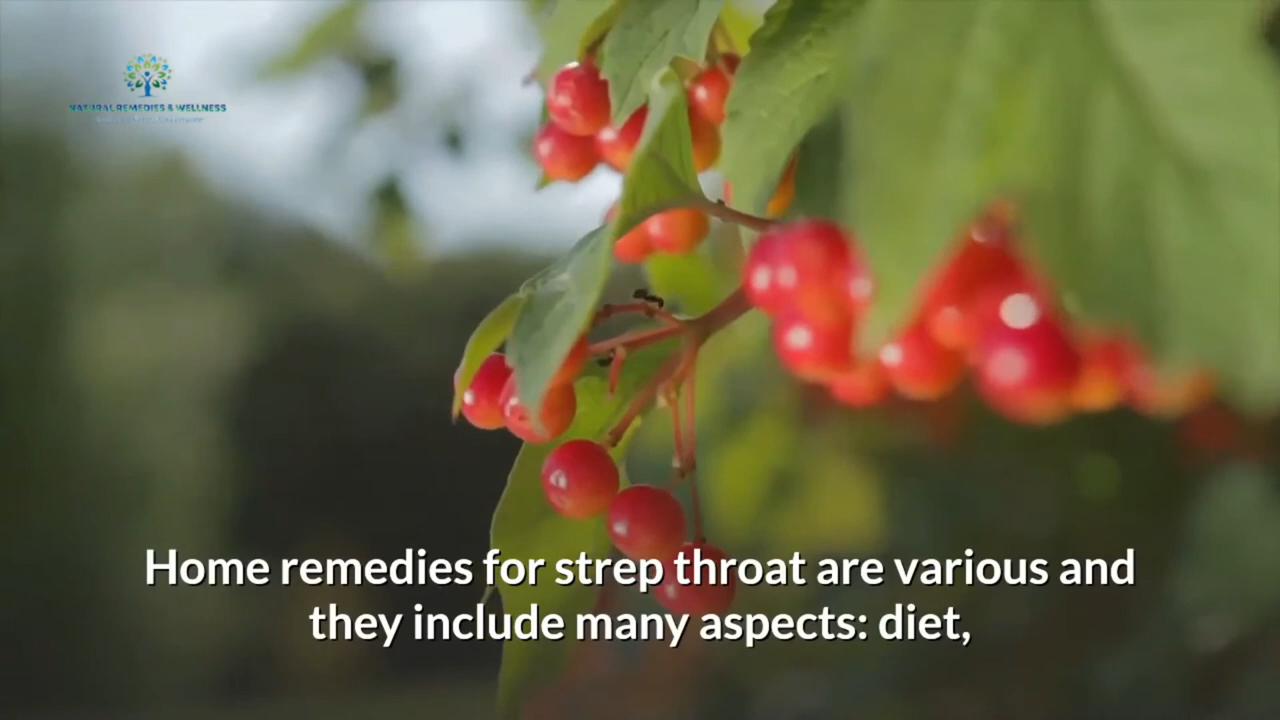 NATURAL REMEDIES & WELLNESS
Home remedies for strep throat are various and
they include many aspects: diet,